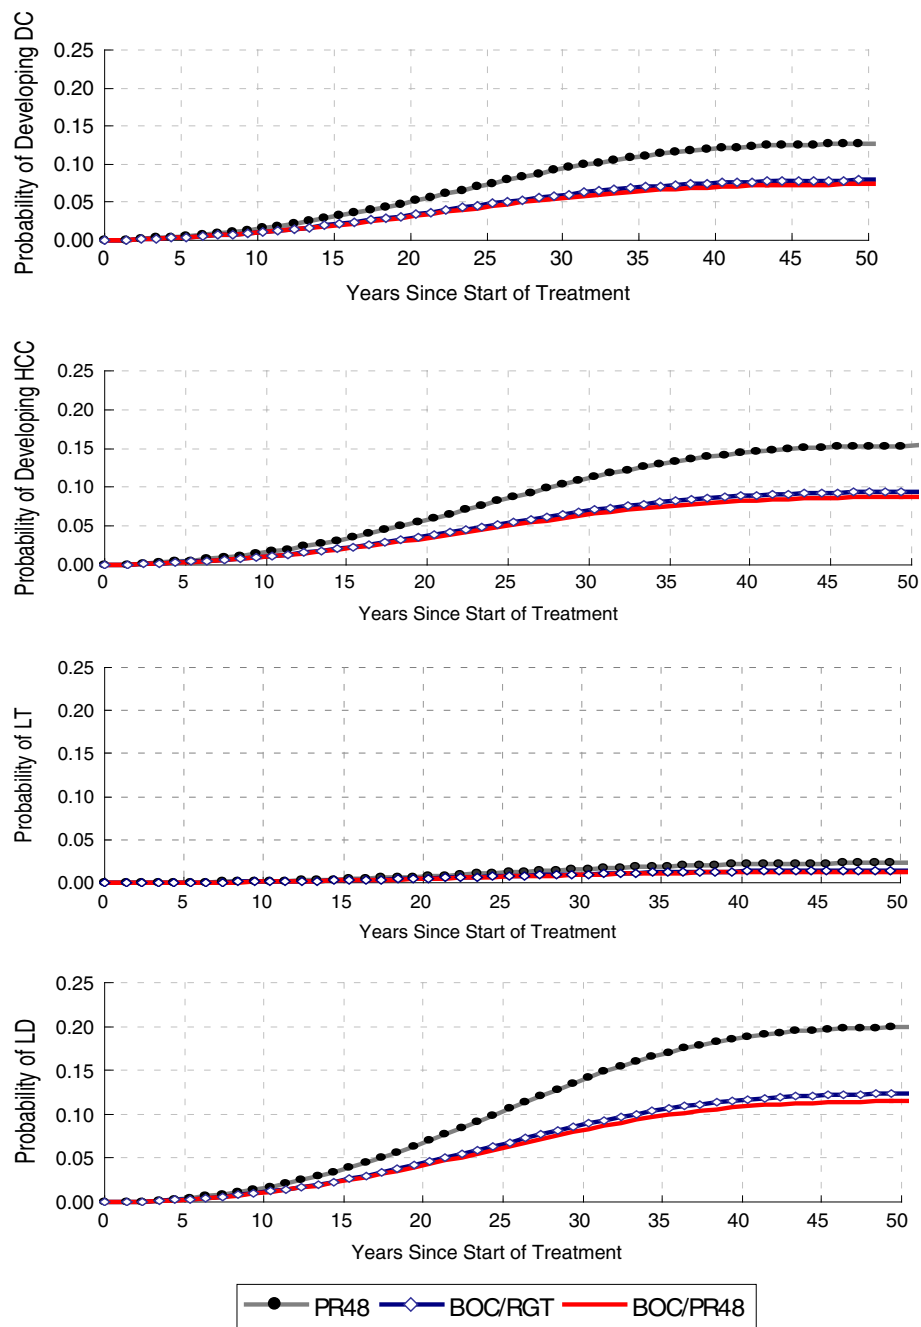 Probability of Developing DC
0.25
0.20
0.15
0.10
0.05
0.00
0 5 10 15 20 25 30 35 40 45 50
Years Since Start of Treatment
Probability of Developing HCC
0.25
0.20
0.15
0.10
0.05
0.00
0 5 10 15 20 25 30 35 40 45 50
Years Since Start of Treatment
Probability of LT
0.25
0.20
0.15
0.10
0.05
0.00
0 5 10 15 20 25 30 35 40 45 50
Years Since Start of Treatment
Probability of LD
0.25
0.20
0.15
0.10
0.05
0.00
0 5 10 15 20 25 30 35 40 45 50
Years Since Start of Treatment
PR48 BOC/RGT BOC/PR48